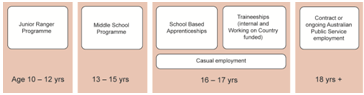 Junior Ranger
Programme
Middle School
Programme
School Based
Apprenticeships
Traineeships
(internal and
Working on Country
funded)
Casual employment
Contract or
ongoing Australian
Public Service
employment
Age 10 – 12 yrs
13 – 15 yrs
16 – 17 yrs
18 yrs +